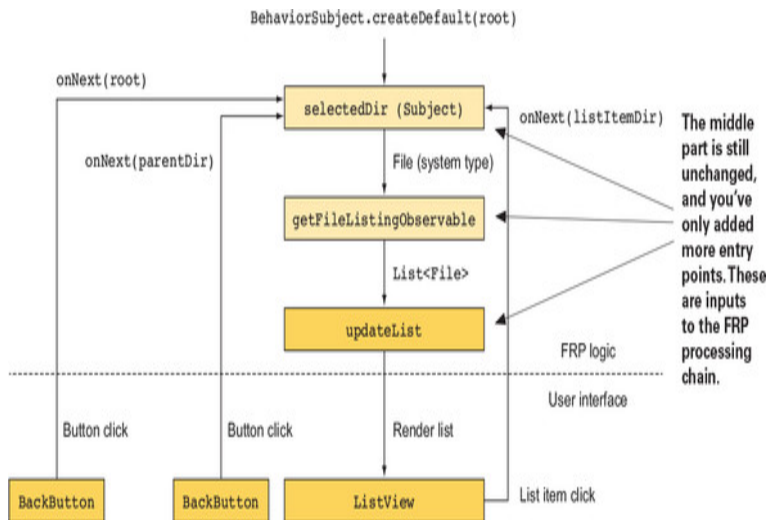 BehaviorSubject.createDefault(root)
onNext(root)
selectedDir (Subject)
onNext(listItemDir)
onNext(parentDir)
File (system type)
getFileListingObservable
List<File>
updateList
The middle
part is still
unchanged,
and you've
only added
more entry
points. These
are inputs
to the FRP
processing
chain.
FRP logic
User interface
Button click
Button click
Render list
BackButton
BackButton
ListView
List item click